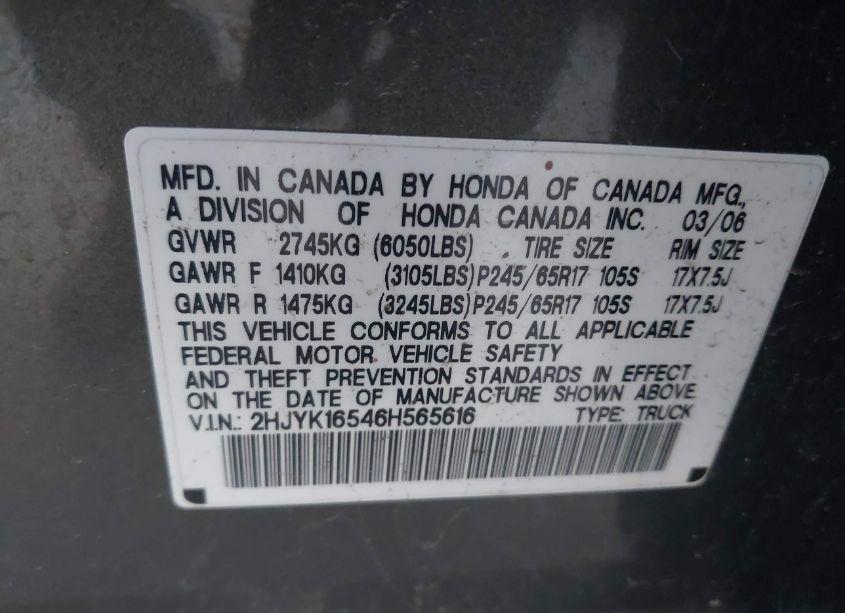 MFD. IN CANADA BY HONDA OF CANADA MFG.,
A DIVISION OF HONDA CANADA INC. 03/06
GVWR 2745KG (6050LBS) TIRE SIZE RIM SIZE
GAWR F 1410KG (3105LBS) P245/65R17 105S 17X7.5J
GAWR R 1475KG (3245LBS) P245/65R17 105S 17X7.5J
THIS VEHICLE CONFORMS TO ALL APPLICABLE
FEDERAL MOTOR VEHICLE SAFETY
AND THEFT PREVENTION STANDARDS IN EFFECT
ON THE DATE OF MANUFACTURE SHOWN ABOVE.
V.I.N.: 2HJYK16546H565616 TYPE: TRUCK